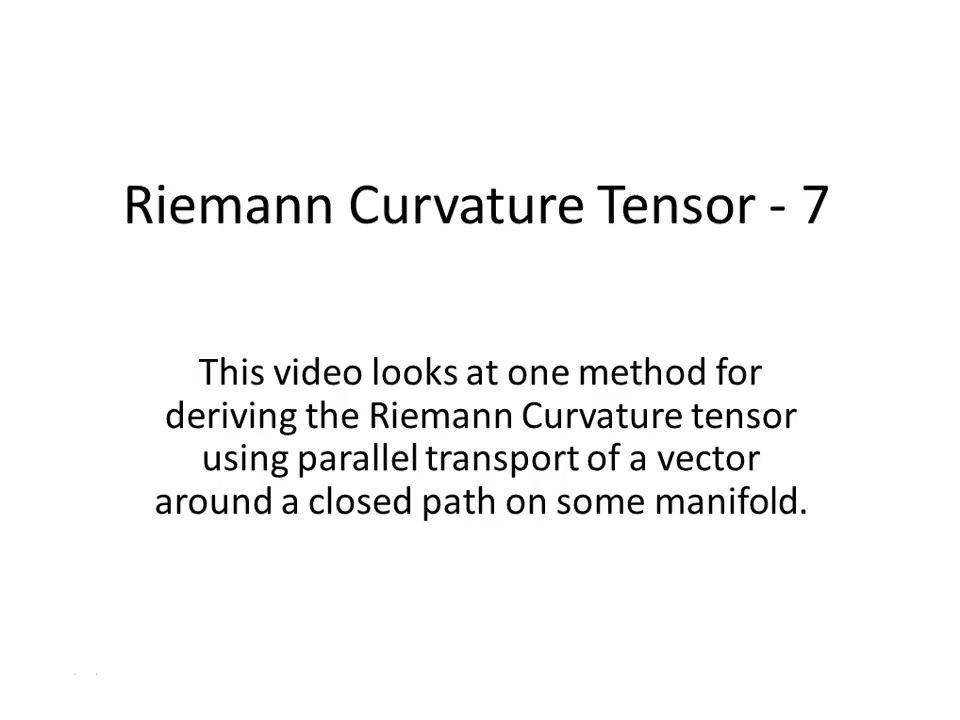 Riemann Curvature Tensor - 7
This video looks at one method for
deriving the Riemann Curvature tensor
using parallel transport of a vector
around a closed path on some manifold.